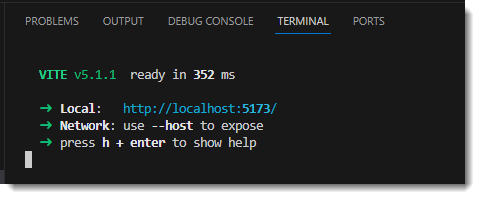 PROBLEMS OUTPUT DEBUG CONSOLE TERMINAL PORTS
VITE v5.1.1 ready in 352 ms
➜ Local: http://localhost:5173/
➜ Network: use --host to expose
➜ press h + enter to show help